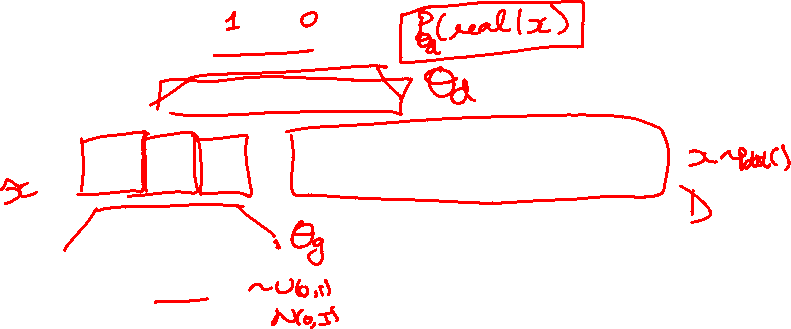 1 0
P_θd(real|x)
θd
x
x ~ Pdata()
D
θg
~ U(0,1)
N(0,I)